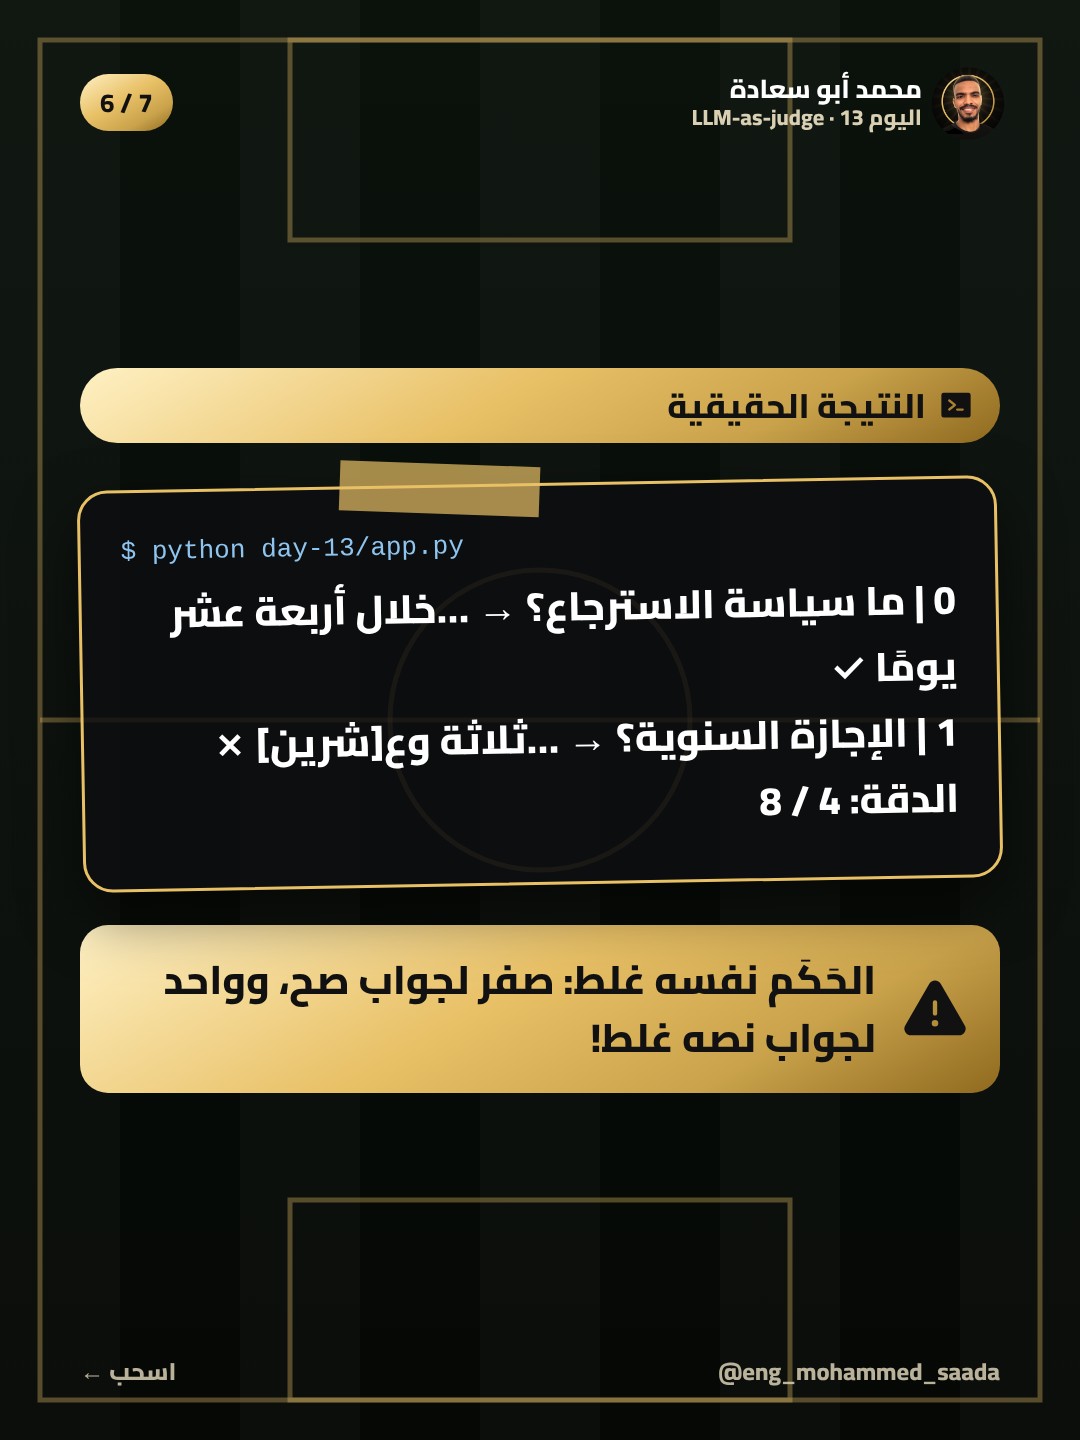 محمد أبو سعادة
اليوم 13 · LLM-as-judge
6 / 7
النتيجة الحقيقية
$ python day-13/app.py
0 | ما سياسة الاسترجاع؟ → ...خلال أربعة عشر
يومًا ✓
1 | الإجازة السنوية؟ → ...ثلاثة وع[شرين] ×
الدقة: 4 / 8
الحَكَم نفسه غلط: صفر لجواب صح، وواحد
لجواب نصه غلط!
@eng_mohammed_saada
اسحب ←